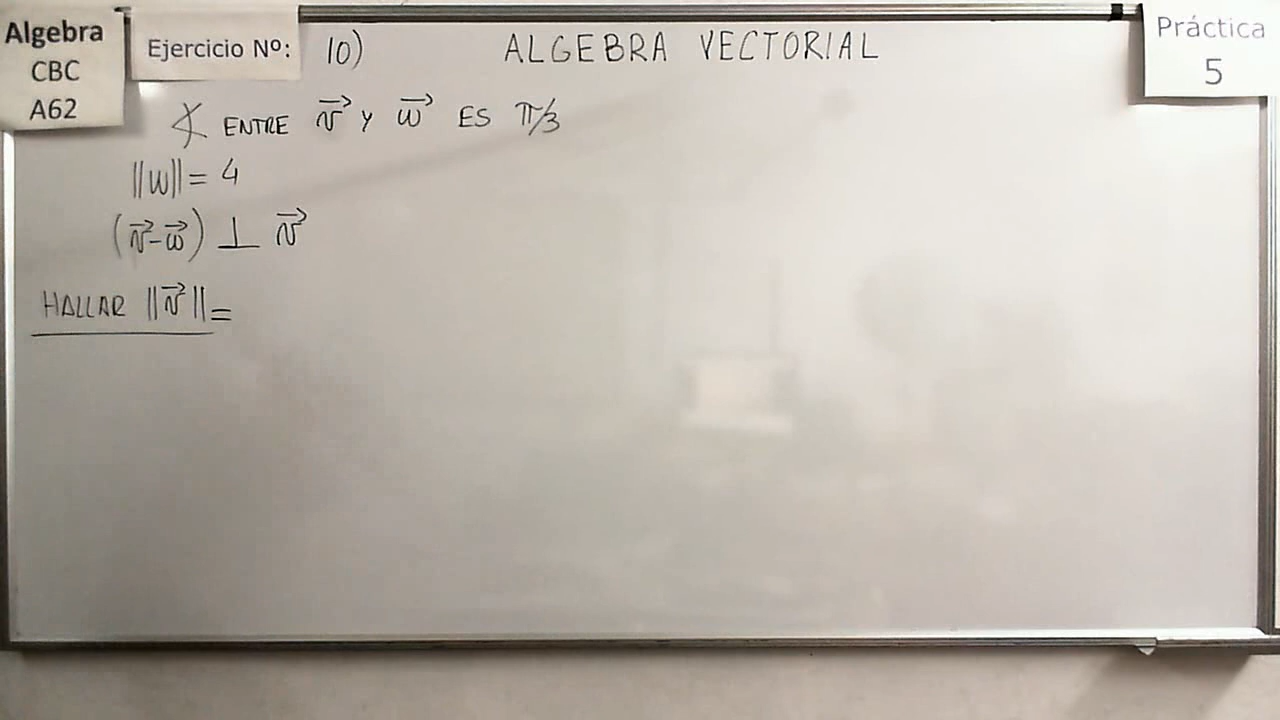 Algebra
CBC
A62
Ejercicio Nº: 10)
ALGEBRA VECTORIAL
Práctica
5
∢ ENTRE v⃗ Y w⃗ ES π/3
||w|| = 4
(v⃗-w⃗) ⊥ v⃗
HALLAR ||v⃗|| =